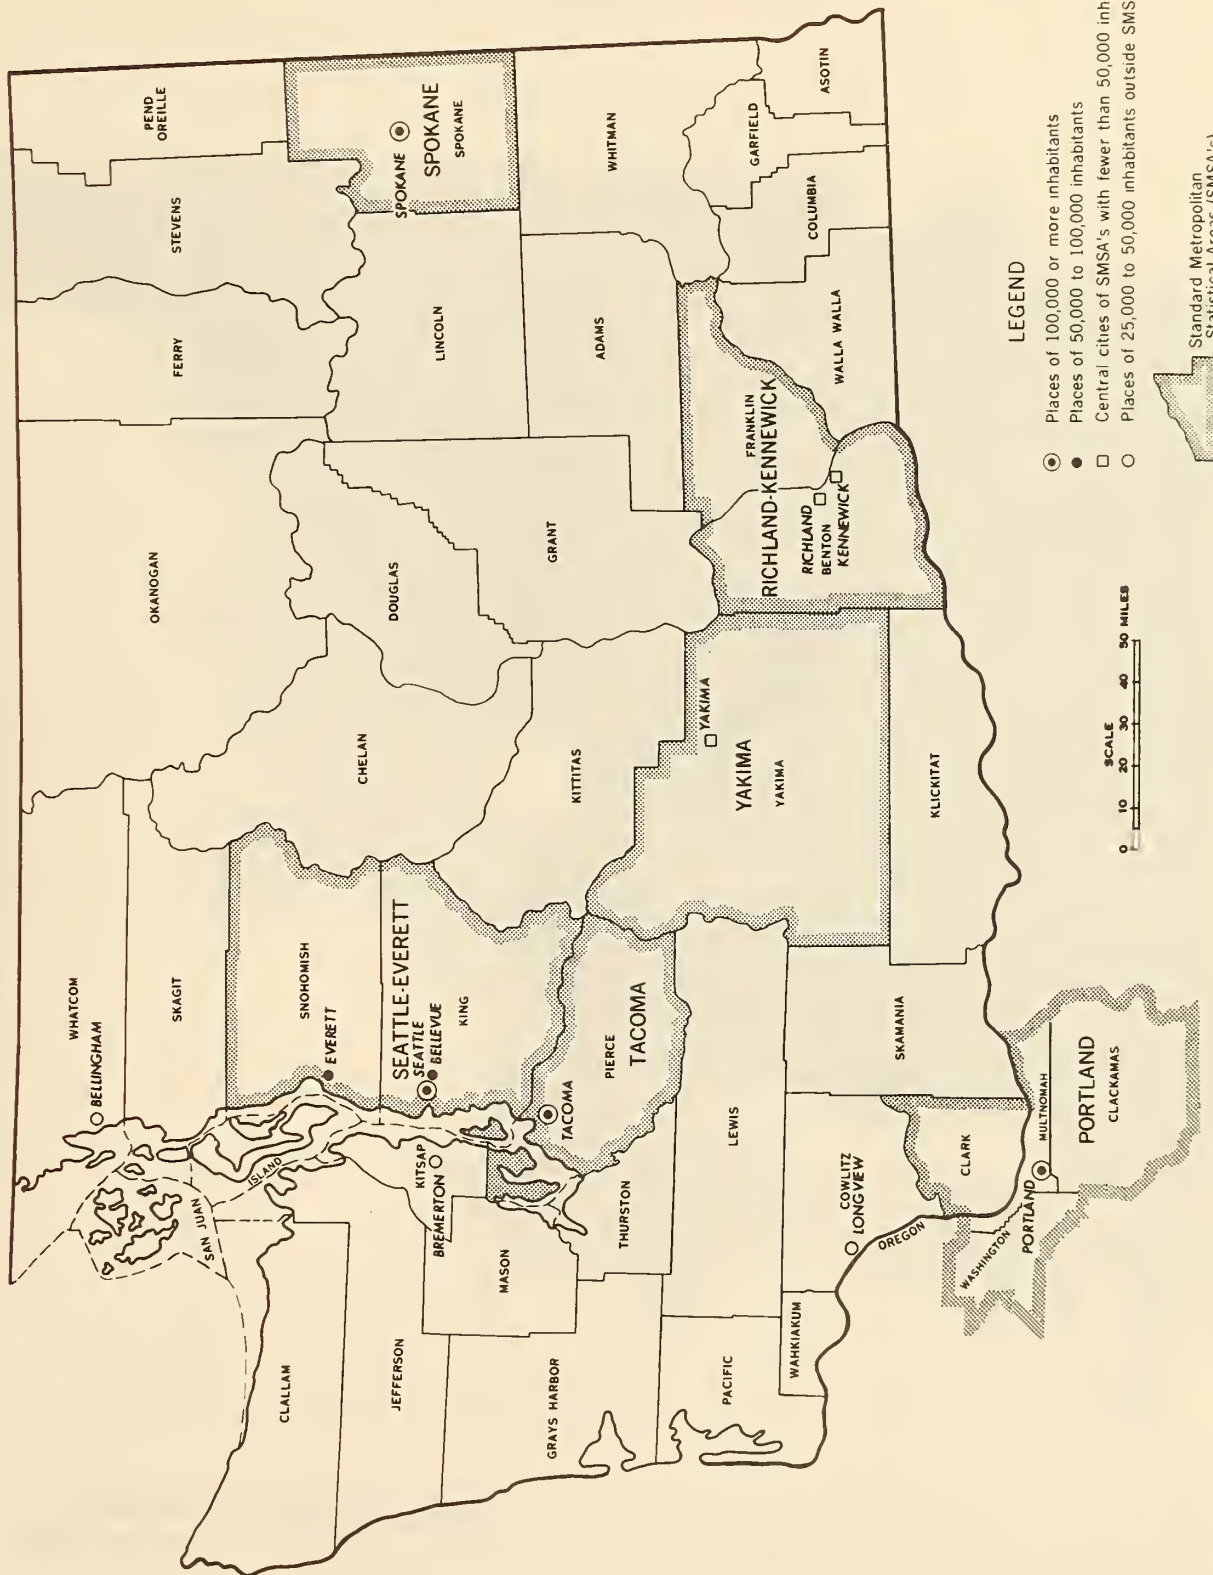 WHATCOM
BELLINGHAM
SAN JUAN
SKAGIT
ISLAND
OKANOGAN
FERRY
STEVENS
PEND
OREILLE
CLALLAM
JEFFERSON
SNOHOMISH
EVERETT
CHELAN
DOUGLAS
LINCOLN
SPOKANE
SPOKANE
SPOKANE
KITSAP
BREMERTON
SEATTLE-EVERETT
SEATTLE
BELLEVUE
KING
GRAYS HARBOR
MASON
TACOMA
PIERCE
TACOMA
KITTITAS
GRANT
ADAMS
WHITMAN
THURSTON
PACIFIC
LEWIS
YAKIMA
YAKIMA
YAKIMA
FRANKLIN
RICHLAND-KENNEWICK
RICHLAND
BENTON
KENNEWICK
WALLA WALLA
COLUMBIA
GARFIELD
ASOTIN
WAHKIAKUM
COWLITZ
LONGVIEW
SKAMANIA
KLICKITAT
CLARK
OREGON
WASHINGTON
PORTLAND
MULTNOMAH
PORTLAND
CLACKAMAS
SCALE
0 10 20 30 40 50 MILES
LEGEND
Places of 100,000 or more inhabitants
Places of 50,000 to 100,000 inhabitants
Central cities of SMSA's with fewer than 50,000 inh
Places of 25,000 to 50,000 inhabitants outside SMS
Standard Metropolitan
Statistical Areas (SMSA's)